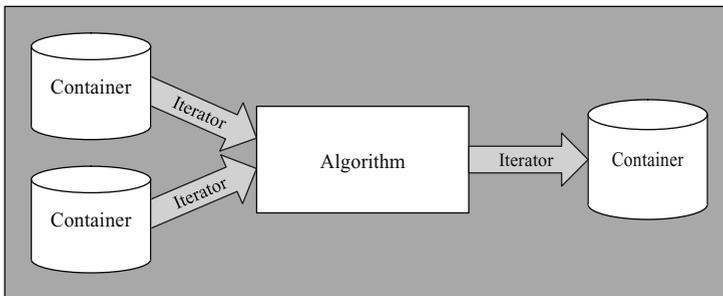 Container
Iterator
Algorithm
Iterator
Container
Container
Iterator